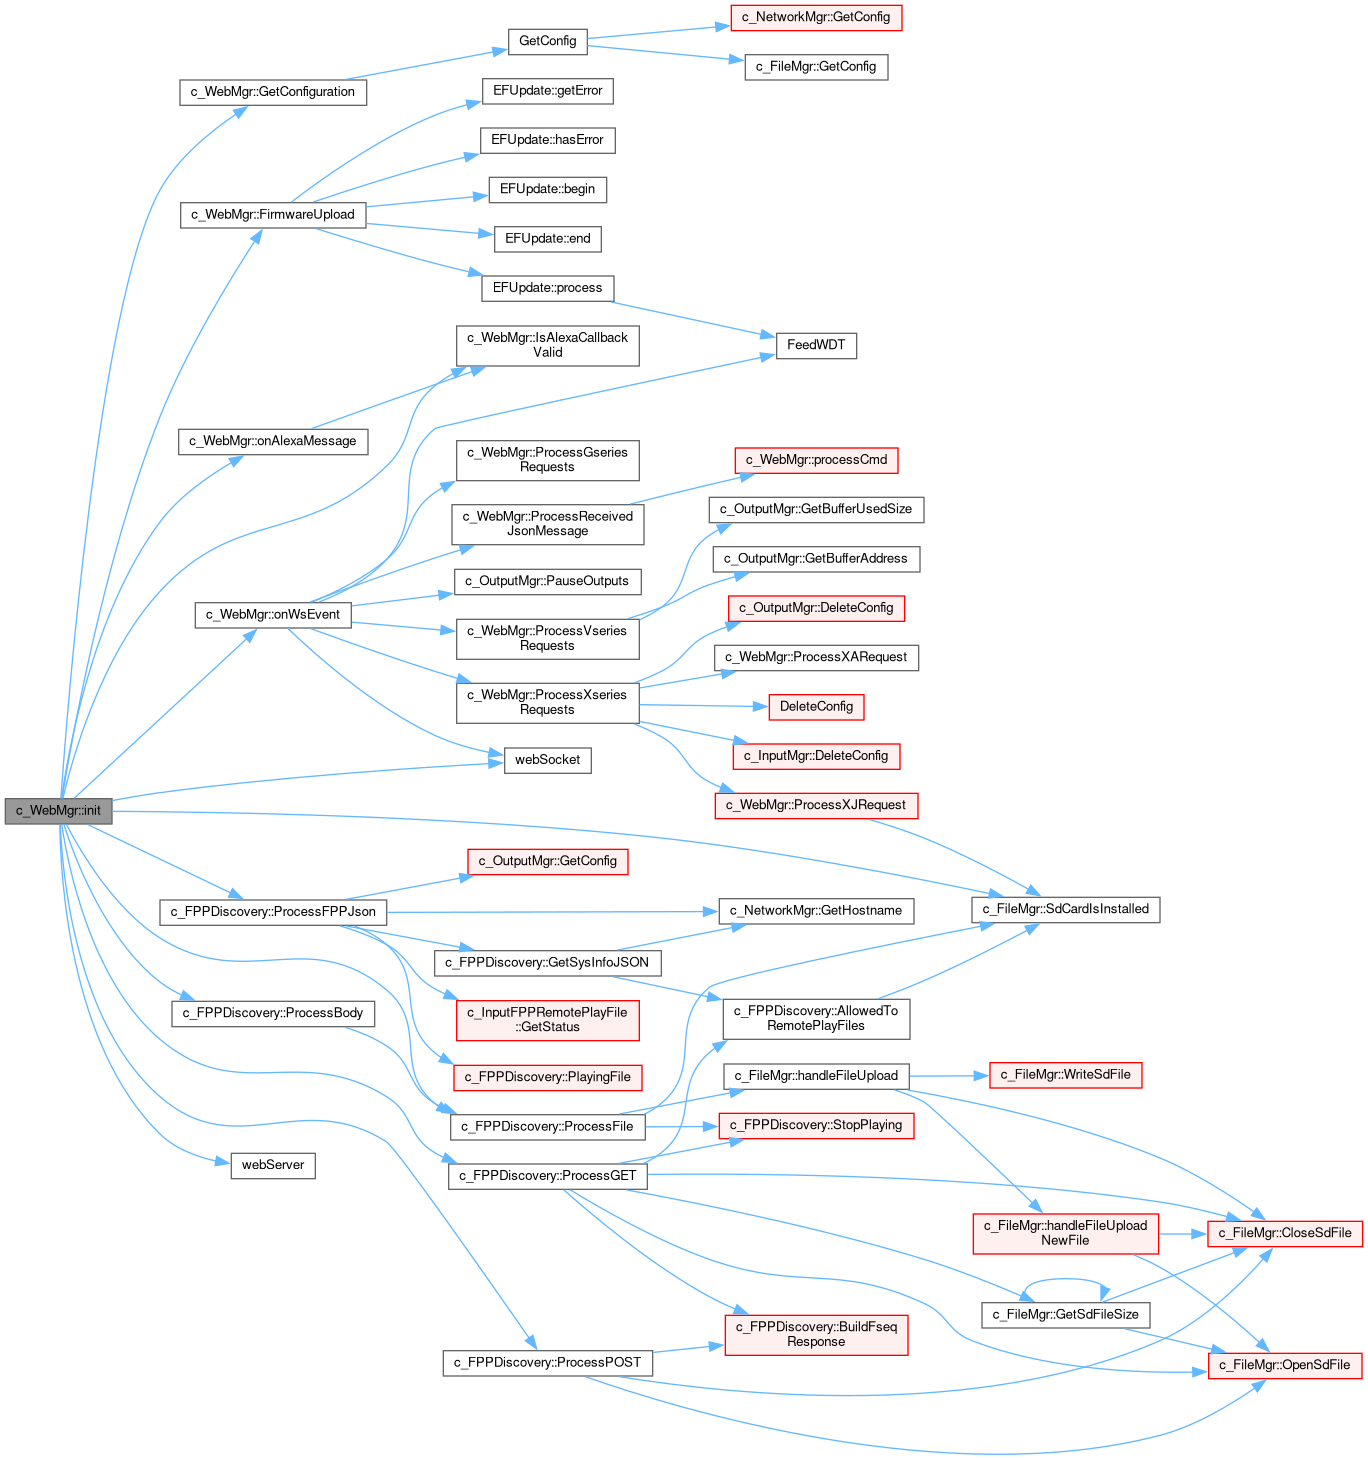 c_NetworkMgr::GetConfig
GetConfig
c_FileMgr::GetConfig
c_WebMgr::GetConfiguration
EFUpdate::getError
EFUpdate::hasError
EFUpdate::begin
c_WebMgr::FirmwareUpload
EFUpdate::end
EFUpdate::process
c_WebMgr::IsAlexaCallback
Valid
FeedWDT
c_WebMgr::onAlexaMessage
c_WebMgr::ProcessGseries
Requests
c_WebMgr::processCmd
c_WebMgr::ProcessReceived
JsonMessage
c_OutputMgr::GetBufferUsedSize
c_OutputMgr::GetBufferAddress
c_OutputMgr::PauseOutputs
c_WebMgr::onWsEvent
c_OutputMgr::DeleteConfig
c_WebMgr::ProcessVseries
Requests
c_WebMgr::ProcessXARequest
c_WebMgr::ProcessXseries
Requests
DeleteConfig
c_InputMgr::DeleteConfig
webSocket
c_WebMgr::ProcessXJRequest
c_WebMgr::init
c_OutputMgr::GetConfig
c_FPPDiscovery::ProcessFPPJson
c_NetworkMgr::GetHostname
c_FileMgr::SdCardIsInstalled
c_FPPDiscovery::GetSysInfoJSON
c_FPPDiscovery::ProcessBody
c_InputFPPRemotePlayFile
::GetStatus
c_FPPDiscovery::AllowedTo
RemotePlayFiles
c_FPPDiscovery::PlayingFile
c_FileMgr::handleFileUpload
c_FileMgr::WriteSdFile
c_FPPDiscovery::ProcessFile
c_FPPDiscovery::StopPlaying
webServer
c_FPPDiscovery::ProcessGET
c_FileMgr::handleFileUpload
NewFile
c_FileMgr::CloseSdFile
c_FileMgr::GetSdFileSize
c_FPPDiscovery::BuildFseq
Response
c_FPPDiscovery::ProcessPOST
c_FileMgr::OpenSdFile